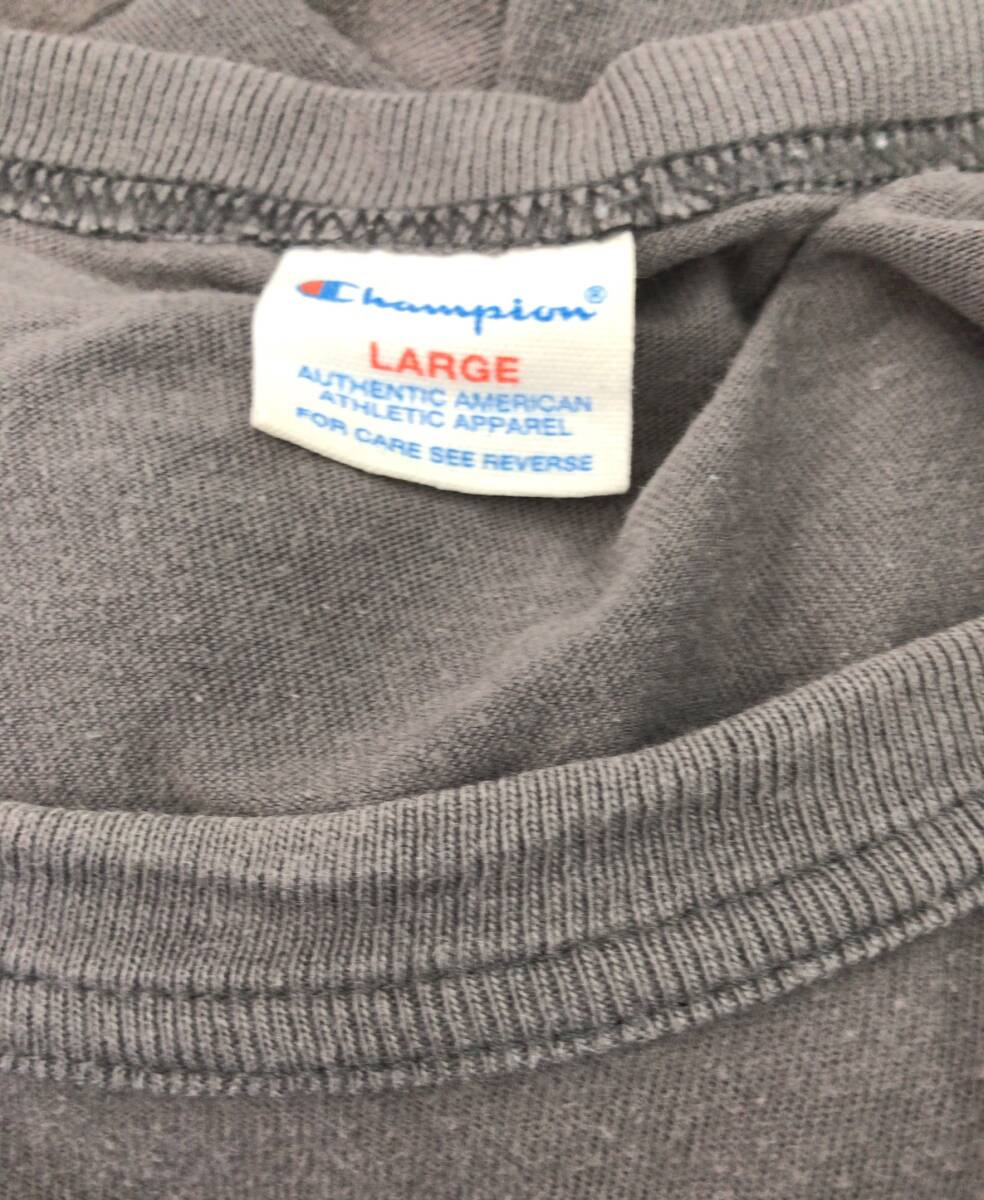 Champion®
LARGE
AUTHENTIC AMERICAN
ATHLETIC APPAREL
FOR CARE SEE REVERSE